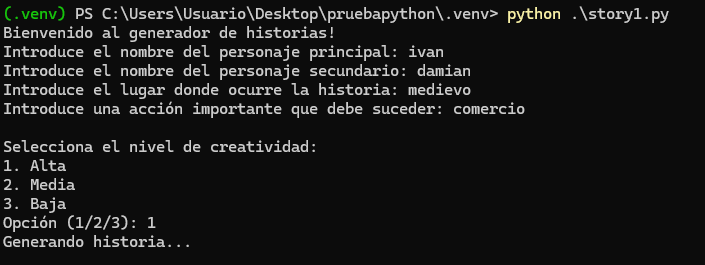 (.venv) PS C:\Users\Usuario\Desktop\pruebapython\.venv> python .\story1.py
Bienvenido al generador de historias!
Introduce el nombre del personaje principal: ivan
Introduce el nombre del personaje secundario: damian
Introduce el lugar donde ocurre la historia: medievo
Introduce una acción importante que debe suceder: comercio

Selecciona el nivel de creatividad:
1. Alta
2. Media
3. Baja
Opción (1/2/3): 1
Generando historia...